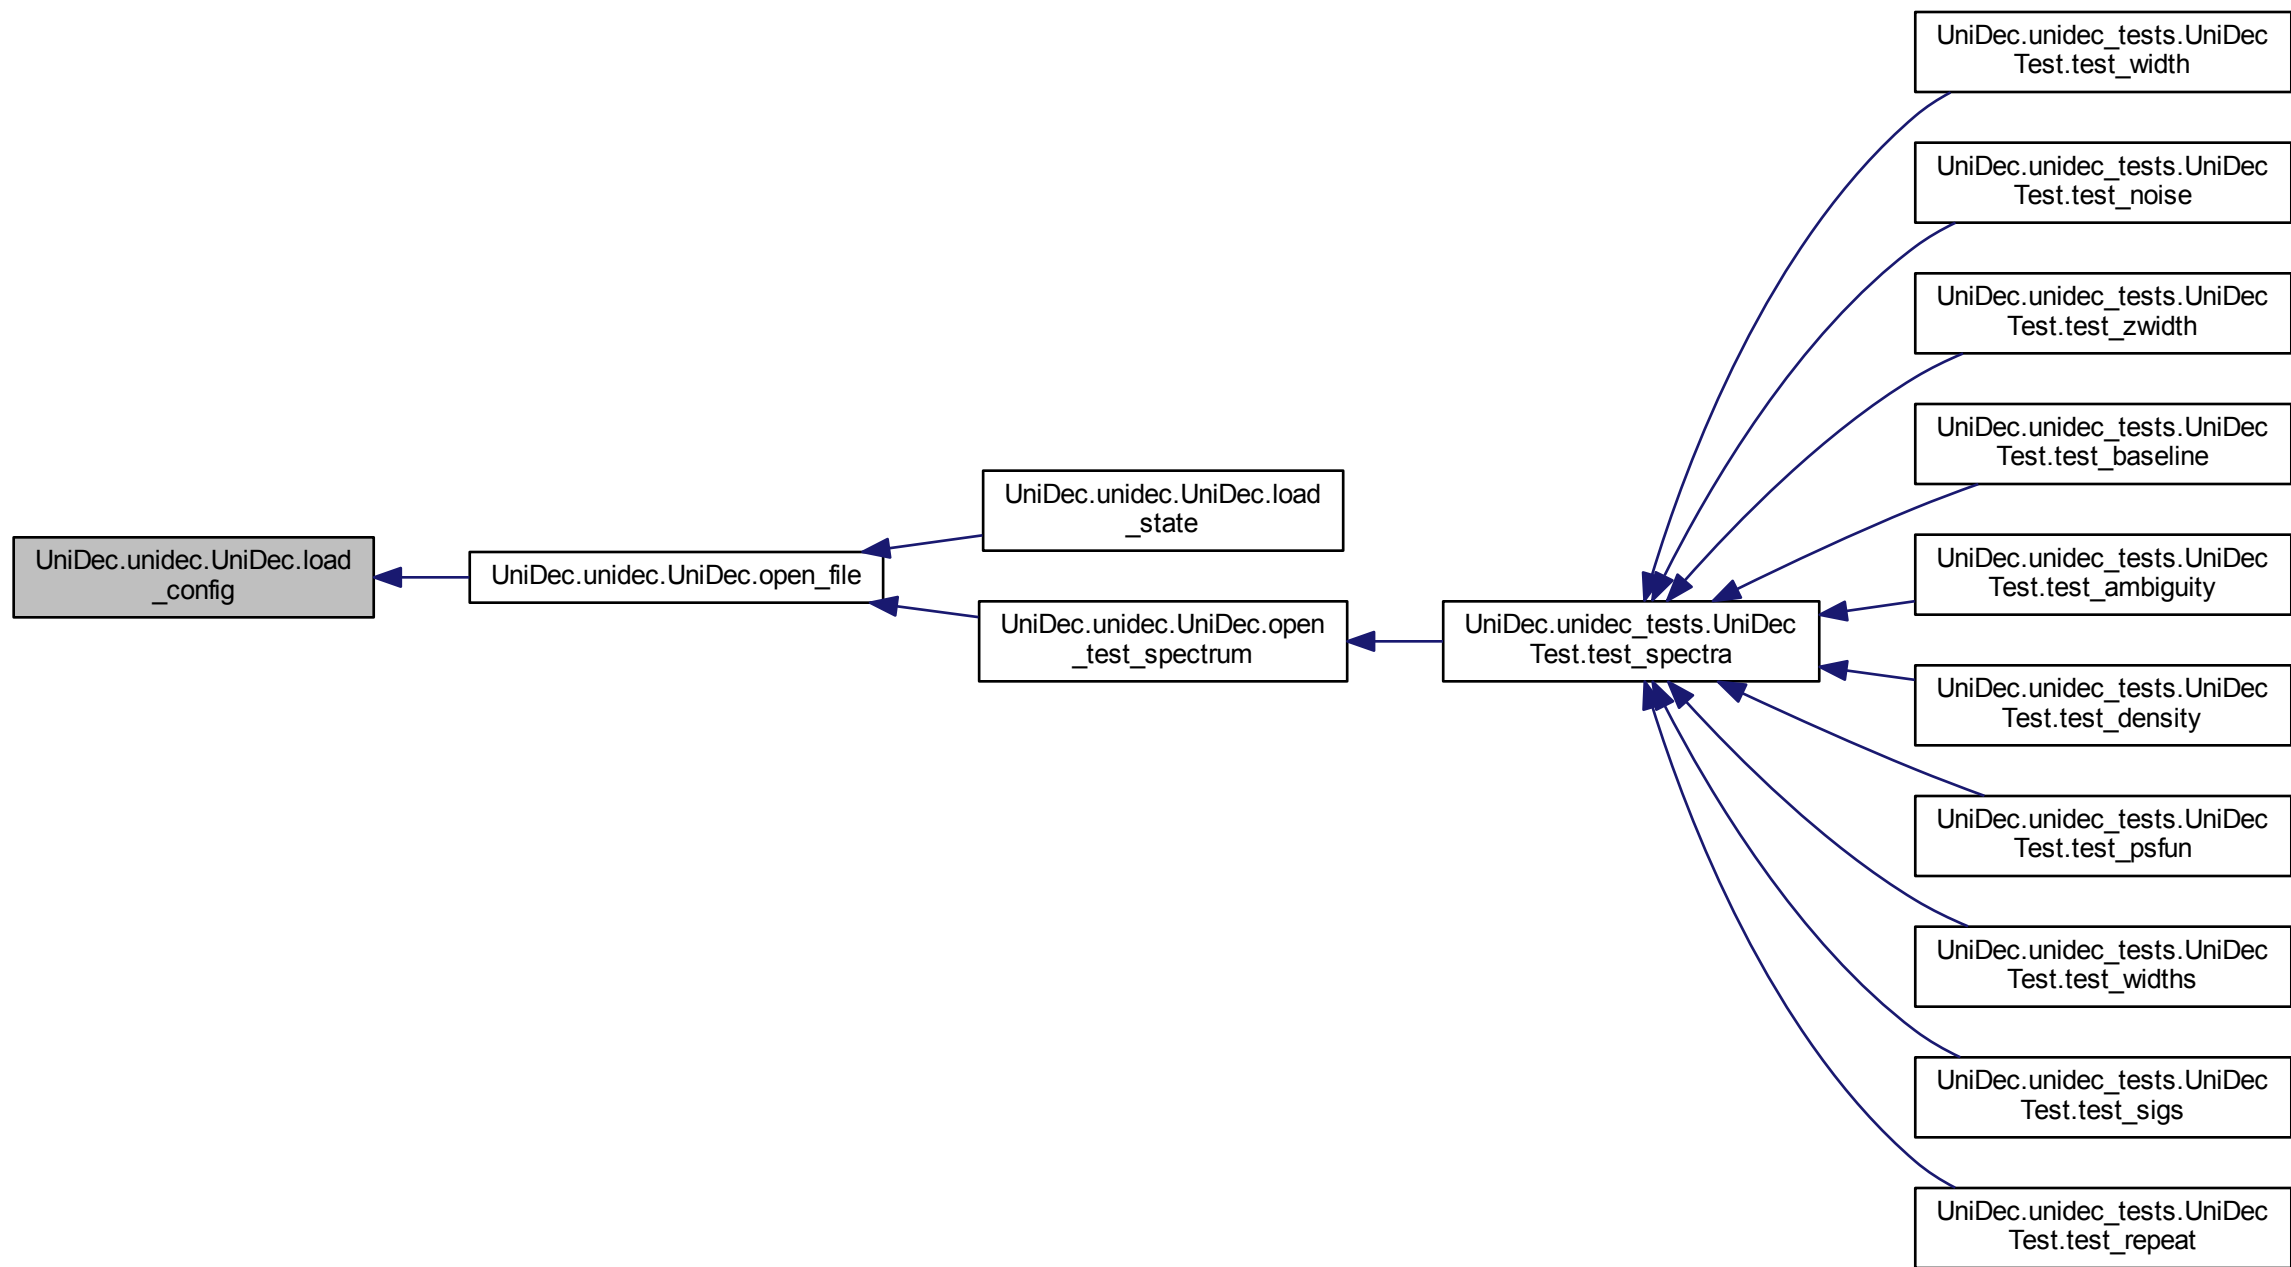 UniDec.unidec.UniDec.load
_config
UniDec.unidec.UniDec.open_file
UniDec.unidec.UniDec.load
_state
UniDec.unidec.UniDec.open
_test_spectrum
UniDec.unidec_tests.UniDec
Test.test_spectra
UniDec.unidec_tests.UniDec
Test.test_width
UniDec.unidec_tests.UniDec
Test.test_noise
UniDec.unidec_tests.UniDec
Test.test_zwidth
UniDec.unidec_tests.UniDec
Test.test_baseline
UniDec.unidec_tests.UniDec
Test.test_ambiguity
UniDec.unidec_tests.UniDec
Test.test_density
UniDec.unidec_tests.UniDec
Test.test_psfun
UniDec.unidec_tests.UniDec
Test.test_widths
UniDec.unidec_tests.UniDec
Test.test_sigs
UniDec.unidec_tests.UniDec
Test.test_repeat